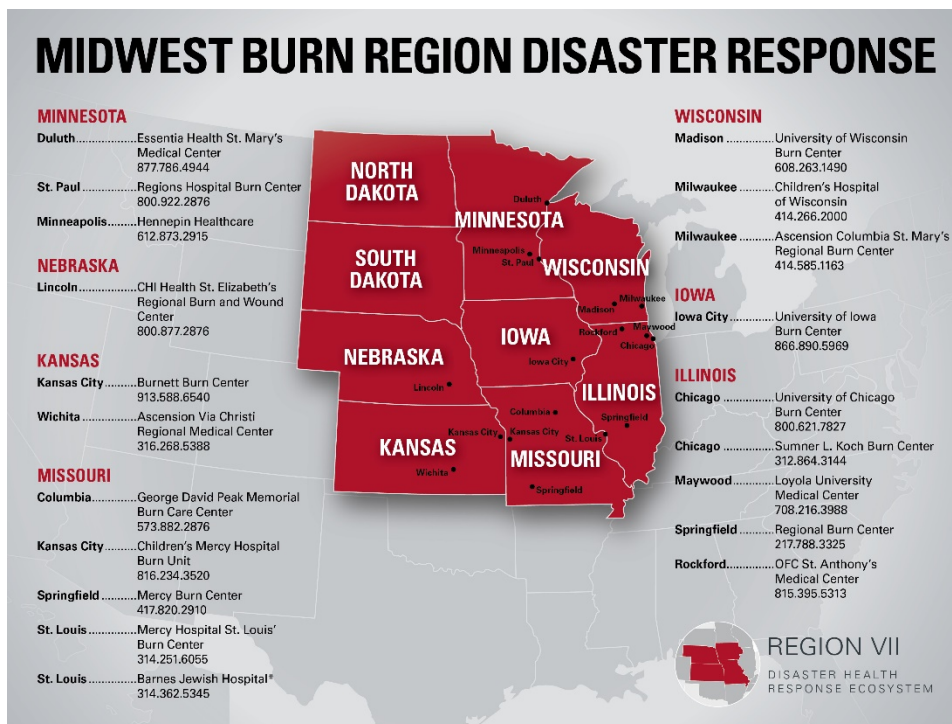 MIDWEST BURN REGION DISASTER RESPONSE
MINNESOTA
Duluth....................Essentia Health St. Mary's
Medical Center
877.786.4944
St. Paul ..................Regions Hospital Burn Center
800.922.2876
Minneapolis.........Hennepin Healthcare
612.873.2915
NEBRASKA
Lincoln..................CHI Health St. Elizabeth's
Regional Burn and Wound
Center
800.877.2876
KANSAS
Kansas City .........Burnett Burn Center
913.588.6540
Wichita .................Ascension Via Christi
Regional Medical Center
316.268.5388
MISSOURI
Columbia..............George David Peak Memorial
Burn Care Center
573.882.2876
Kansas City ..........Children's Mercy Hospital
Burn Unit
816.234.3520
Springfield ...........Mercy Burn Center
417.820.2910
St. Louis ...............Mercy Hospital St. Louis'
Burn Center
314.251.6055
St. Louis ...............Barnes Jewish Hospital*
314.362.5345
NORTH
DAKOTA
Duluth
MINNESOTA
SOUTH
DAKOTA
Minneapolis
St. Paul
WISCONSIN
Madison
Milwaukee
Rockford
Maywood
Chicago
IOWA
Iowa City
NEBRASKA
Lincoln
ILLINOIS
Springfield
Columbia
Kansas City
Kansas City
St. Louis
KANSAS
MISSOURI
Wichita
Springfield
WISCONSIN
Madison ...............University of Wisconsin
Burn Center
608.263.1490
Milwaukee ...........Children's Hospital
of Wisconsin
414.266.2000
Milwaukee ...........Ascension Columbia St. Mary's
Regional Burn Center
414.585.1163
IOWA
Iowa City ..............University of Iowa
Burn Center
866.890.5969
ILLINOIS
Chicago ................University of Chicago
Burn Center
800.621.7827
Chicago ................Sumner L. Koch Burn Center
312.864.3144
Maywood.............Loyola University
Medical Center
708.216.3988
Springfield ..........Regional Burn Center
217.788.3325
Rockford...............OFC St. Anthony's
Medical Center
815.395.5313
REGION VII
DISASTER HEALTH
RESPONSE ECOSYSTEM